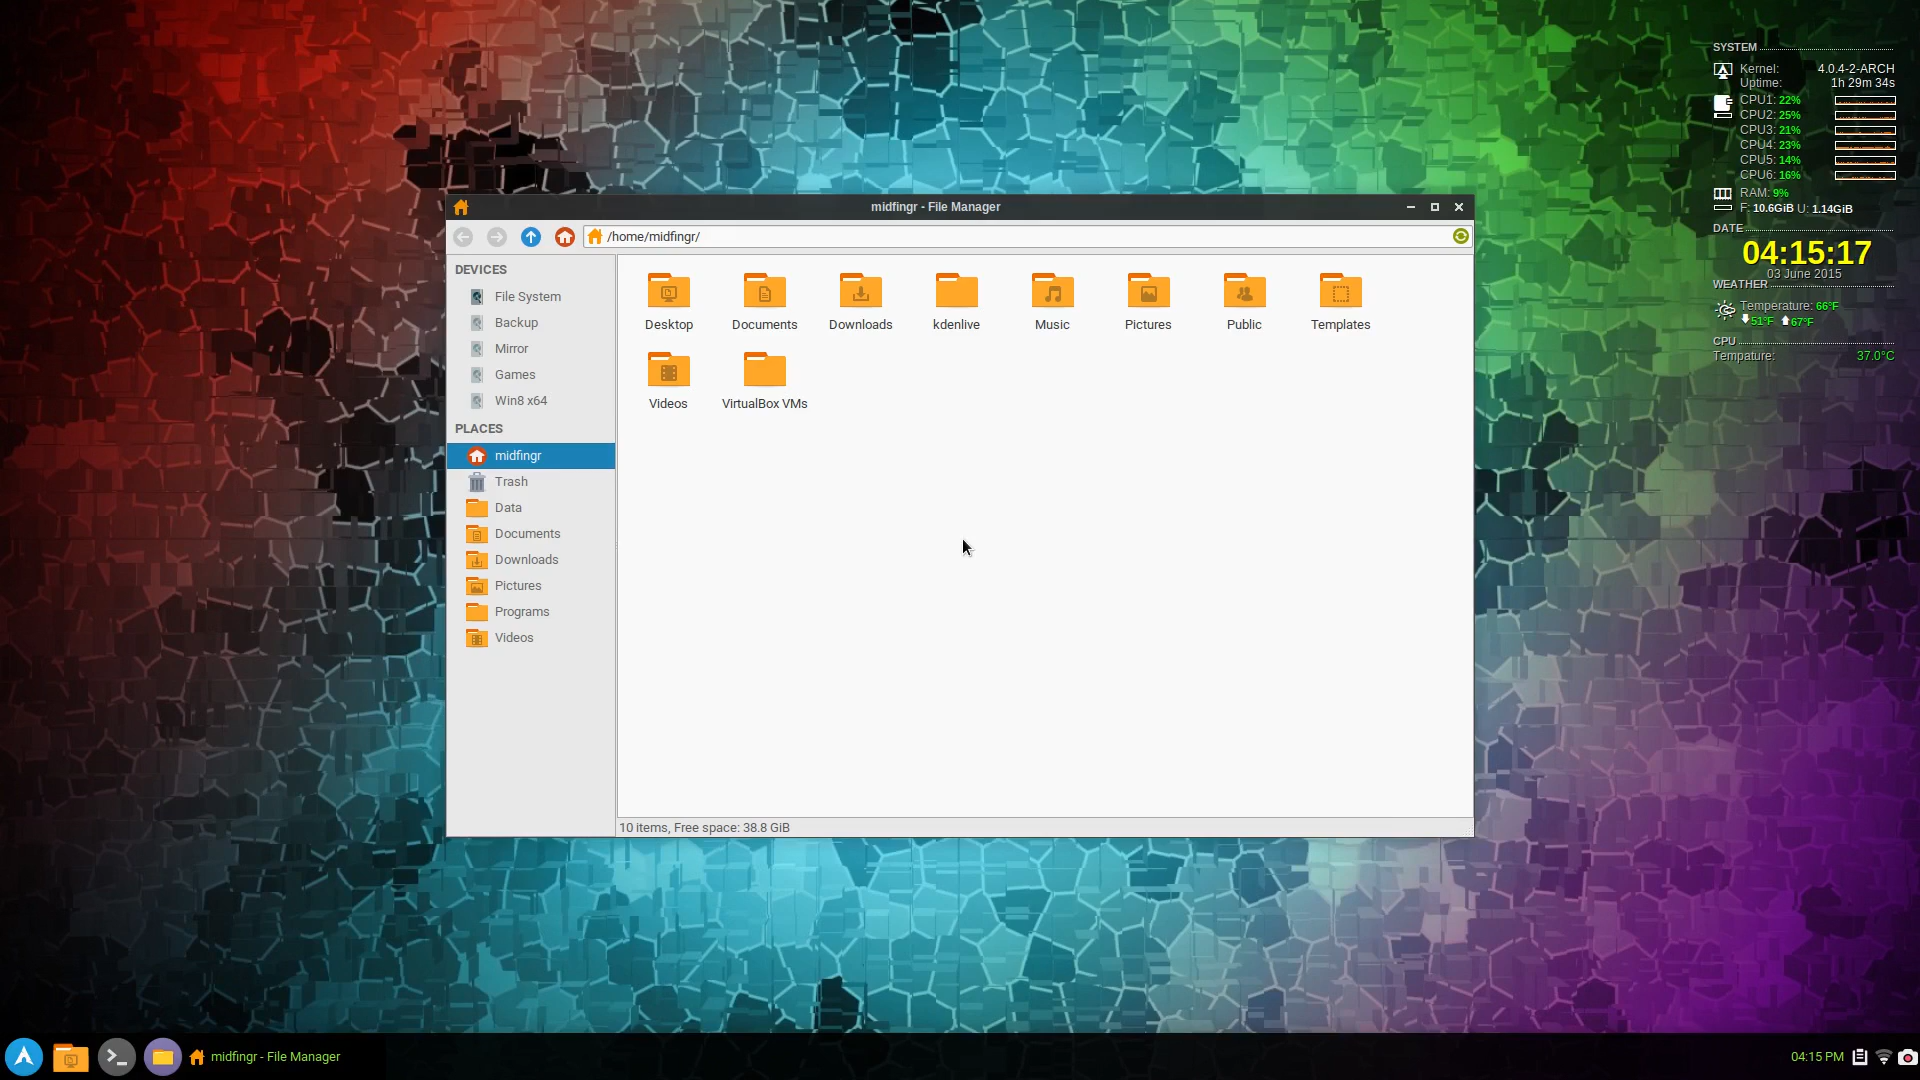 SYSTEM
Kernel: 4.0.4-2-ARCH
Uptime: 1h 29m 34s
CPU1: 22%
CPU2: 25%
CPU3: 21%
CPU4: 23%
CPU5: 14%
CPU6: 16%
RAM: 9%
F: 10.6GiB U: 1.14GiB
DATE
04:15:17
03 June 2015
WEATHER
Temperature: 66°F
51°F 67°F
CPU
Tempature: 37.0°C
midfingr - File Manager
/home/midfingr/
DEVICES
File System
Backup
Mirror
Games
Win8 x64
PLACES
midfingr
Trash
Data
Documents
Downloads
Pictures
Programs
Videos
Desktop Documents Downloads kdenlive Music Pictures Public Templates
Videos VirtualBox VMs
10 items, Free space: 38.8 GiB
midfingr - File Manager
04:15 PM